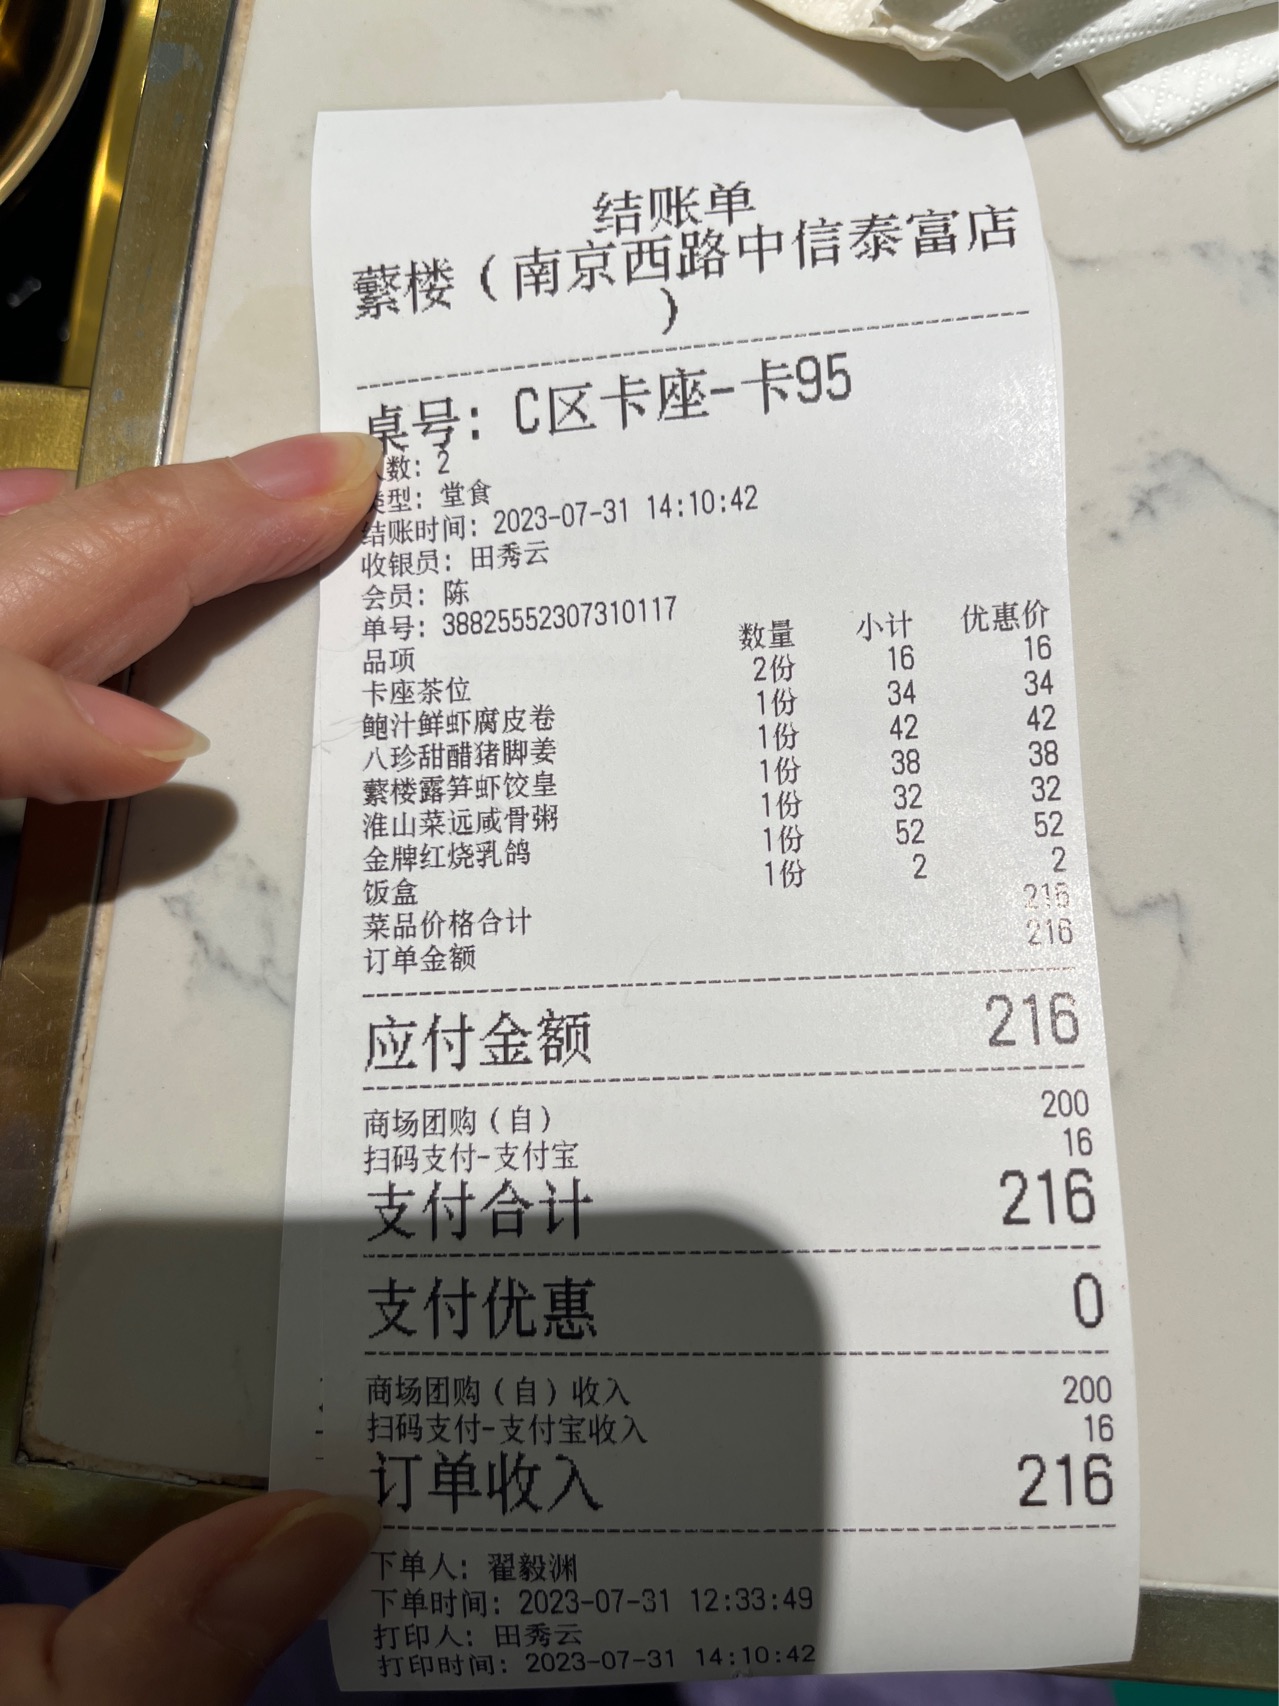 结账单
蘩楼（南京西路中信泰富店
）
桌号：C区卡座-卡95
数：2
类型：堂食
结账时间：2023-07-31 14:10:42
收银员：田秀云
会员：陈
单号：38825552307310117
品项 数量 小计 优惠价
卡座茶位 2份 16 16
鲍汁鲜虾腐皮卷 1份 34 34
八珍甜醋猪脚姜 1份 42 42
蘩楼露笋虾饺皇 1份 38 38
淮山菜远咸骨粥 1份 32 32
金牌红烧乳鸽 1份 52 52
饭盒 1份 2 2
菜品价格合计 216
订单金额 216
应付金额 216
商场团购（自） 200
扫码支付-支付宝 16
支付合计 216
支付优惠 0
商场团购（自）收入 200
扫码支付-支付宝收入 16
订单收入 216
下单人：翟毅渊
下单时间：2023-07-31 12:33:49
打印人：田秀云
打印时间：2023-07-31 14:10:42